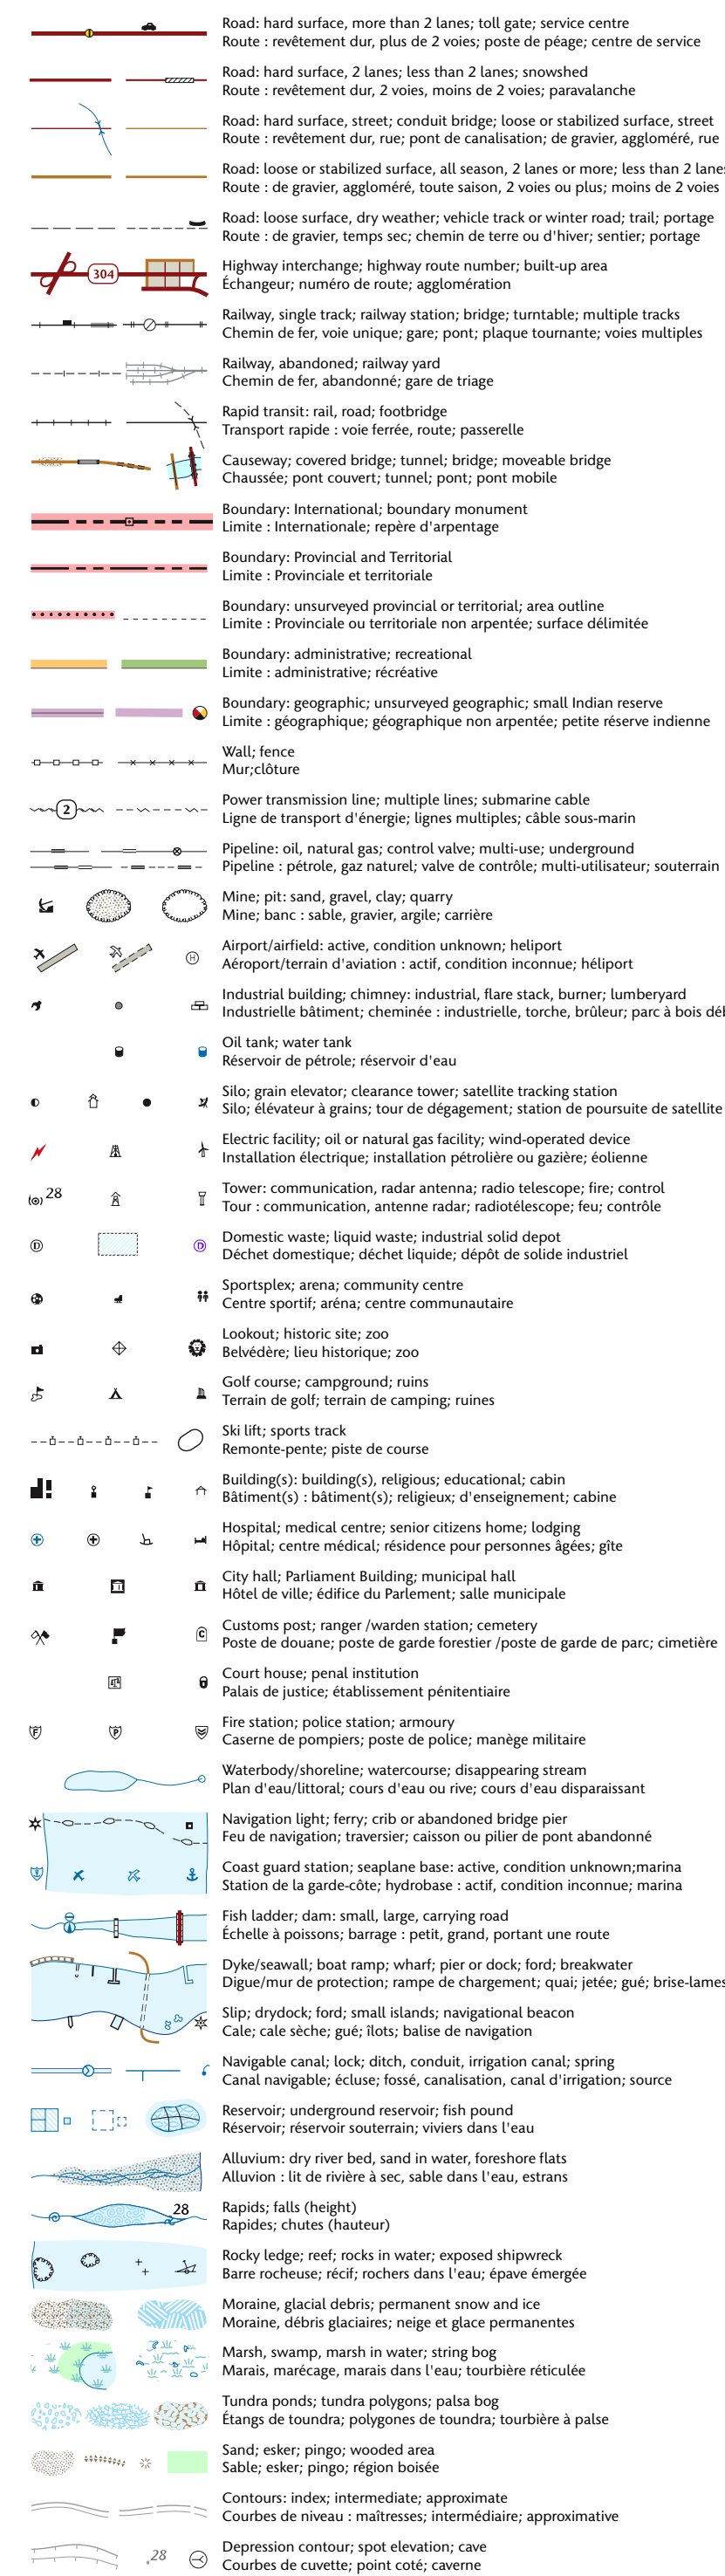 Road: hard surface, more than 2 lanes; toll gate; service centre
Route : revêtement dur, plus de 2 voies; poste de péage; centre de service
Road: hard surface, 2 lanes; less than 2 lanes; snowshed
Route : revêtement dur, 2 voies, moins de 2 voies; paravalanche
Road: hard surface, street; conduit bridge; loose or stabilized surface, street
Route : revêtement dur, rue; pont de canalisation; de gravier, aggloméré, rue
Road: loose or stabilized surface, all season, 2 lanes or more; less than 2 lanes
Route : de gravier, aggloméré, toute saison, 2 voies ou plus; moins de 2 voies
Road: loose surface, dry weather; vehicle track or winter road; trail; portage
Route : de gravier, temps sec; chemin de terre ou d'hiver; sentier; portage
304
Highway interchange; highway route number; built-up area
Échangeur; numéro de route; agglomération
Railway, single track; railway station; bridge; turntable; multiple tracks
Chemin de fer, voie unique; gare; pont; plaque tournante; voies multiples
Railway, abandoned; railway yard
Chemin de fer, abandonné; gare de triage
Rapid transit: rail, road; footbridge
Transport rapide : voie ferrée, route; passerelle
Causeway; covered bridge; tunnel; bridge; moveable bridge
Chaussée; pont couvert; tunnel; pont; pont mobile
Boundary: International; boundary monument
Limite : Internationale; repère d'arpentage
Boundary: Provincial and Territorial
Limite : Provinciale et territoriale
Boundary: unsurveyed provincial or territorial; area outline
Limite : Provinciale ou territoriale non arpentée; surface délimitée
Boundary: administrative; recreational
Limite : administrative; récréative
Boundary: geographic; unsurveyed geographic; small Indian reserve
Limite : géographique; géographique non arpentée; petite réserve indienne
Wall; fence
Mur;clôture
2
Power transmission line; multiple lines; submarine cable
Ligne de transport d'énergie; lignes multiples; câble sous-marin
Pipeline: oil, natural gas; control valve; multi-use; underground
Pipeline : pétrole, gaz naturel; valve de contrôle; multi-utilisateur; souterrain
Mine; pit: sand, gravel, clay; quarry
Mine; banc : sable, gravier, argile; carrière
H
Airport/airfield: active, condition unknown; heliport
Aéroport/terrain d'aviation : actif, condition inconnue; héliport
Industrial building; chimney: industrial, flare stack, burner; lumberyard
Industrielle bâtiment; cheminée : industrielle, torche, brûleur; parc à bois déb
Oil tank; water tank
Réservoir de pétrole; réservoir d'eau
Silo; grain elevator; clearance tower; satellite tracking station
Silo; élévateur à grains; tour de dégagement; station de poursuite de satellite
Electric facility; oil or natural gas facility; wind-operated device
Installation électrique; installation pétrolière ou gazière; éolienne
28
Tower: communication, radar antenna; radio telescope; fire; control
Tour : communication, antenne radar; radiotélescope; feu; contrôle
D D
Domestic waste; liquid waste; industrial solid depot
Déchet domestique; déchet liquide; dépôt de solide industriel
Sportsplex; arena; community centre
Centre sportif; aréna; centre communautaire
Lookout; historic site; zoo
Belvédère; lieu historique; zoo
Golf course; campground; ruins
Terrain de golf; terrain de camping; ruines
Ski lift; sports track
Remonte-pente; piste de course
Building(s): building(s), religious; educational; cabin
Bâtiment(s) : bâtiment(s); religieux; d'enseignement; cabine
Hospital; medical centre; senior citizens home; lodging
Hôpital; centre médical; résidence pour personnes âgées; gîte
City hall; Parliament Building; municipal hall
Hôtel de ville; édifice du Parlement; salle municipale
C
Customs post; ranger /warden station; cemetery
Poste de douane; poste de garde forestier /poste de garde de parc; cimetière
Court house; penal institution
Palais de justice; établissement pénitentiaire
F P
Fire station; police station; armoury
Caserne de pompiers; poste de police; manège militaire
Waterbody/shoreline; watercourse; disappearing stream
Plan d'eau/littoral; cours d'eau ou rive; cours d'eau disparaissant
Navigation light; ferry; crib or abandoned bridge pier
Feu de navigation; traversier; caisson ou pilier de pont abandonné
Coast guard station; seaplane base: active, condition unknown;marina
Station de la garde-côte; hydrobase : actif, condition inconnue; marina
Fish ladder; dam: small, large, carrying road
Échelle à poissons; barrage : petit, grand, portant une route
Dyke/seawall; boat ramp; wharf; pier or dock; ford; breakwater
Digue/mur de protection; rampe de chargement; quai; jetée; gué; brise-lames
Slip; drydock; ford; small islands; navigational beacon
Cale; cale sèche; gué; îlots; balise de navigation
Navigable canal; lock; ditch, conduit, irrigation canal; spring
Canal navigable; écluse; fossé, canalisation, canal d'irrigation; source
Reservoir; underground reservoir; fish pound
Réservoir; réservoir souterrain; viviers dans l'eau
Alluvium: dry river bed, sand in water, foreshore flats
Alluvion : lit de rivière à sec, sable dans l'eau, estrans
28
Rapids; falls (height)
Rapides; chutes (hauteur)
Rocky ledge; reef; rocks in water; exposed shipwreck
Barre rocheuse; récif; rochers dans l'eau; épave émergée
Moraine, glacial debris; permanent snow and ice
Moraine, débris glaciaires; neige et glace permanentes
Marsh, swamp, marsh in water; string bog
Marais, marécage, marais dans l'eau; tourbière réticulée
Tundra ponds; tundra polygons; palsa bog
Étangs de toundra; polygones de toundra; tourbière à palse
Sand; esker; pingo; wooded area
Sable; esker; pingo; région boisée
Contours: index; intermediate; approximate
Courbes de niveau : maîtresses; intermédiaire; approximative
.28
Depression contour; spot elevation; cave
Courbes de cuvette; point coté; caverne